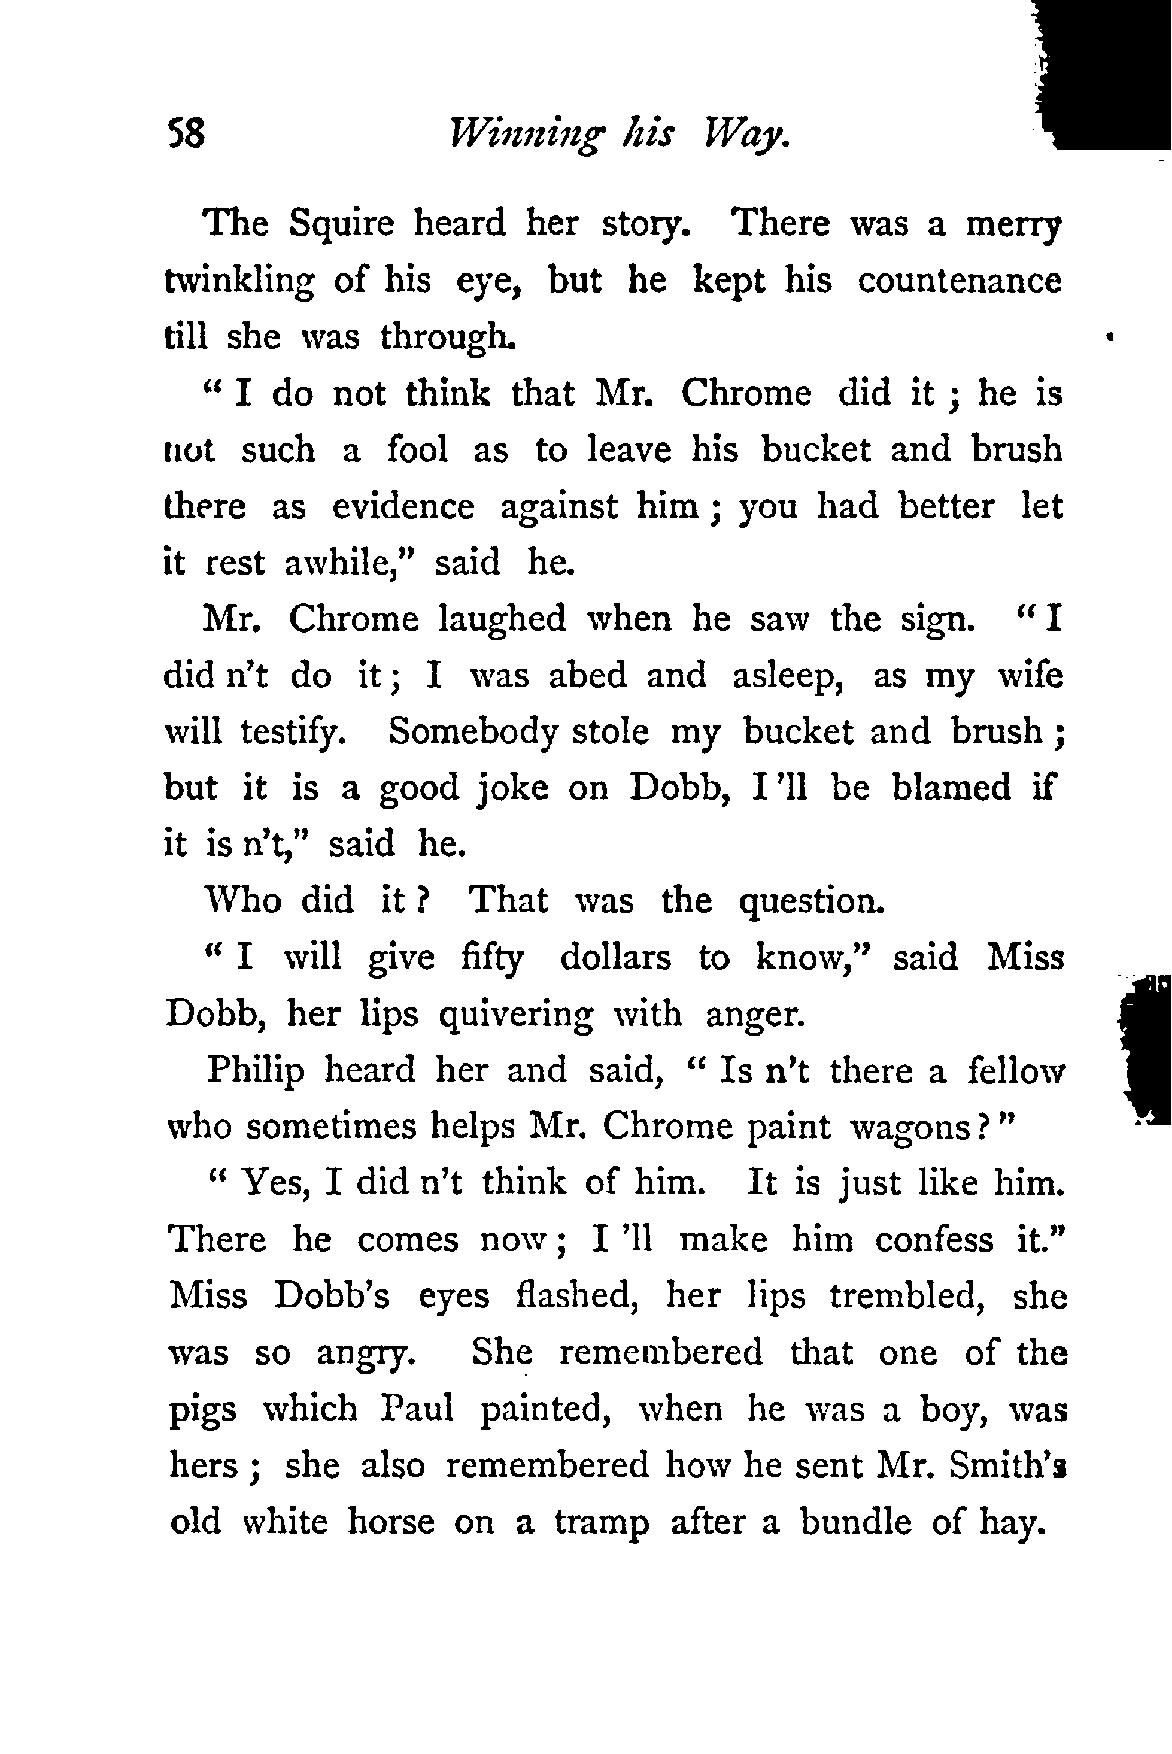 58 Winning his Way.
The Squire heard her story. There was a merry
twinkling of his eye, but he kept his countenance
till she was through.
" I do not think that Mr. Chrome did it ; he is
not such a fool as to leave his bucket and brush
there as evidence against him ; you had better let
it rest awhile," said he.
Mr. Chrome laughed when he saw the sign. " I
did n't do it ; I was abed and asleep, as my wife
will testify. Somebody stole my bucket and brush ;
but it is a good joke on Dobb, I 'll be blamed if
it is n't," said he.
Who did it ? That was the question.
" I will give fifty dollars to know," said Miss
Dobb, her lips quivering with anger.
Philip heard her and said, " Is n't there a fellow
who sometimes helps Mr. Chrome paint wagons ? "
" Yes, I did n't think of him. It is just like him.
There he comes now ; I 'll make him confess it."
Miss Dobb's eyes flashed, her lips trembled, she
was so angry. She remembered that one of the
pigs which Paul painted, when he was a boy, was
hers ; she also remembered how he sent Mr. Smith's
old white horse on a tramp after a bundle of hay.